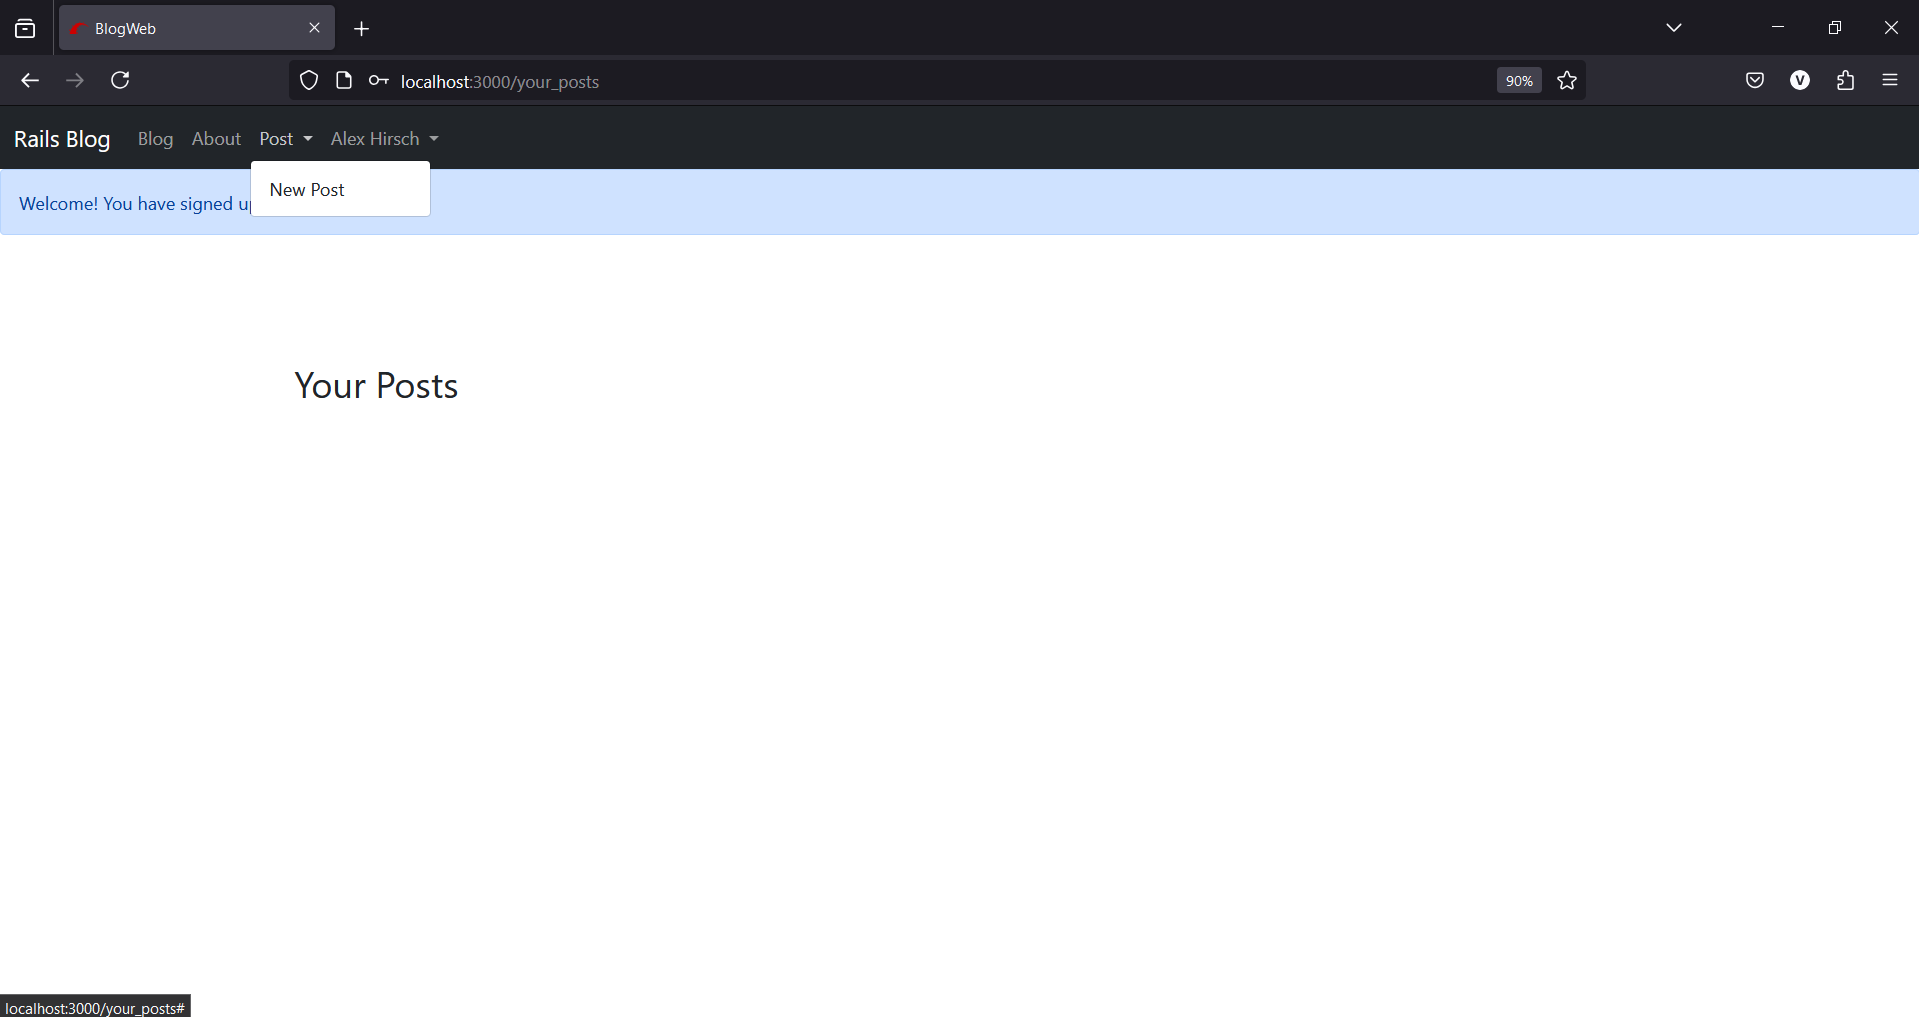 BlogWeb
localhost:3000/your_posts
90%
V
Rails Blog Blog About Post Alex Hirsch
New Post
Welcome! You have signed
Your Posts
localhost:3000/your_posts#